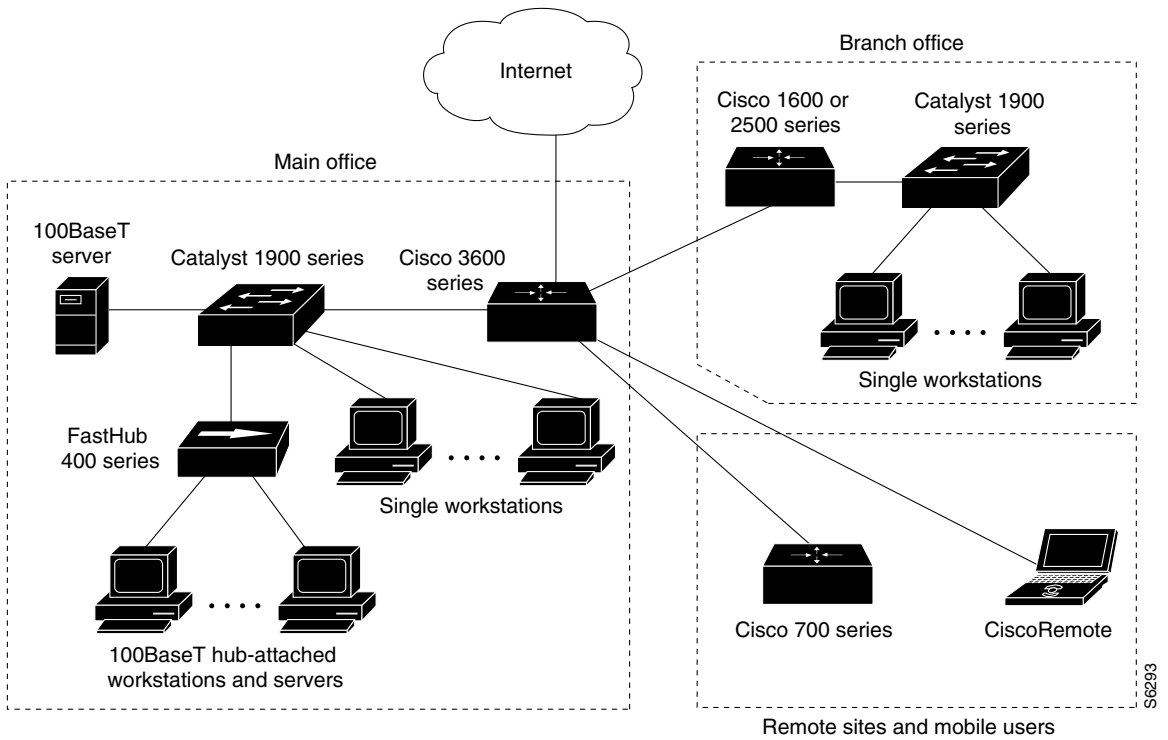 Internet
Branch office
Cisco 1600 or
2500 series
Catalyst 1900
series
Single workstations
Main office
100BaseT
server
Catalyst 1900 series
Cisco 3600
series
FastHub
400 series
Single workstations
100BaseT hub-attached
workstations and servers
Cisco 700 series
CiscoRemote
Remote sites and mobile users
S6293